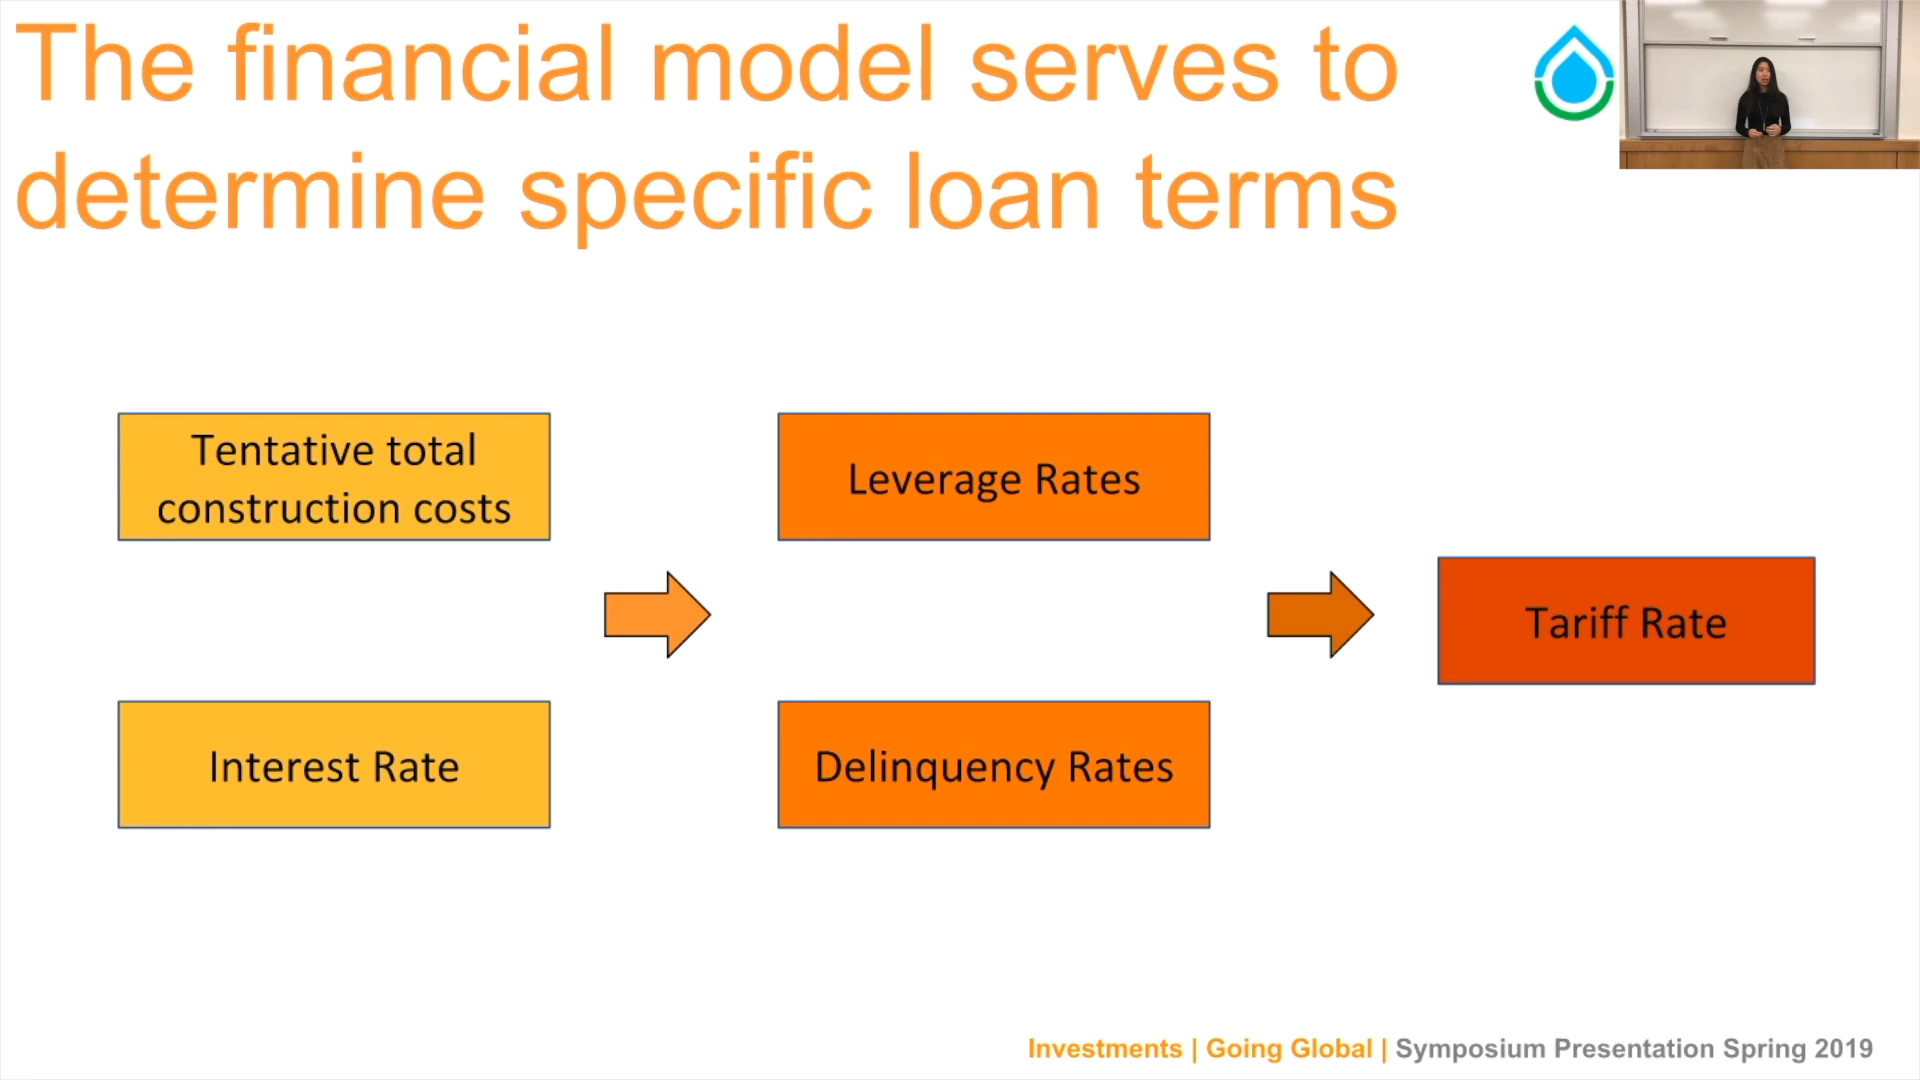 The financial model serves to
determine specific loan terms
Tentative total
construction costs
Leverage Rates
Tariff Rate
Interest Rate
Delinquency Rates
Investments | Going Global | Symposium Presentation Spring 2019